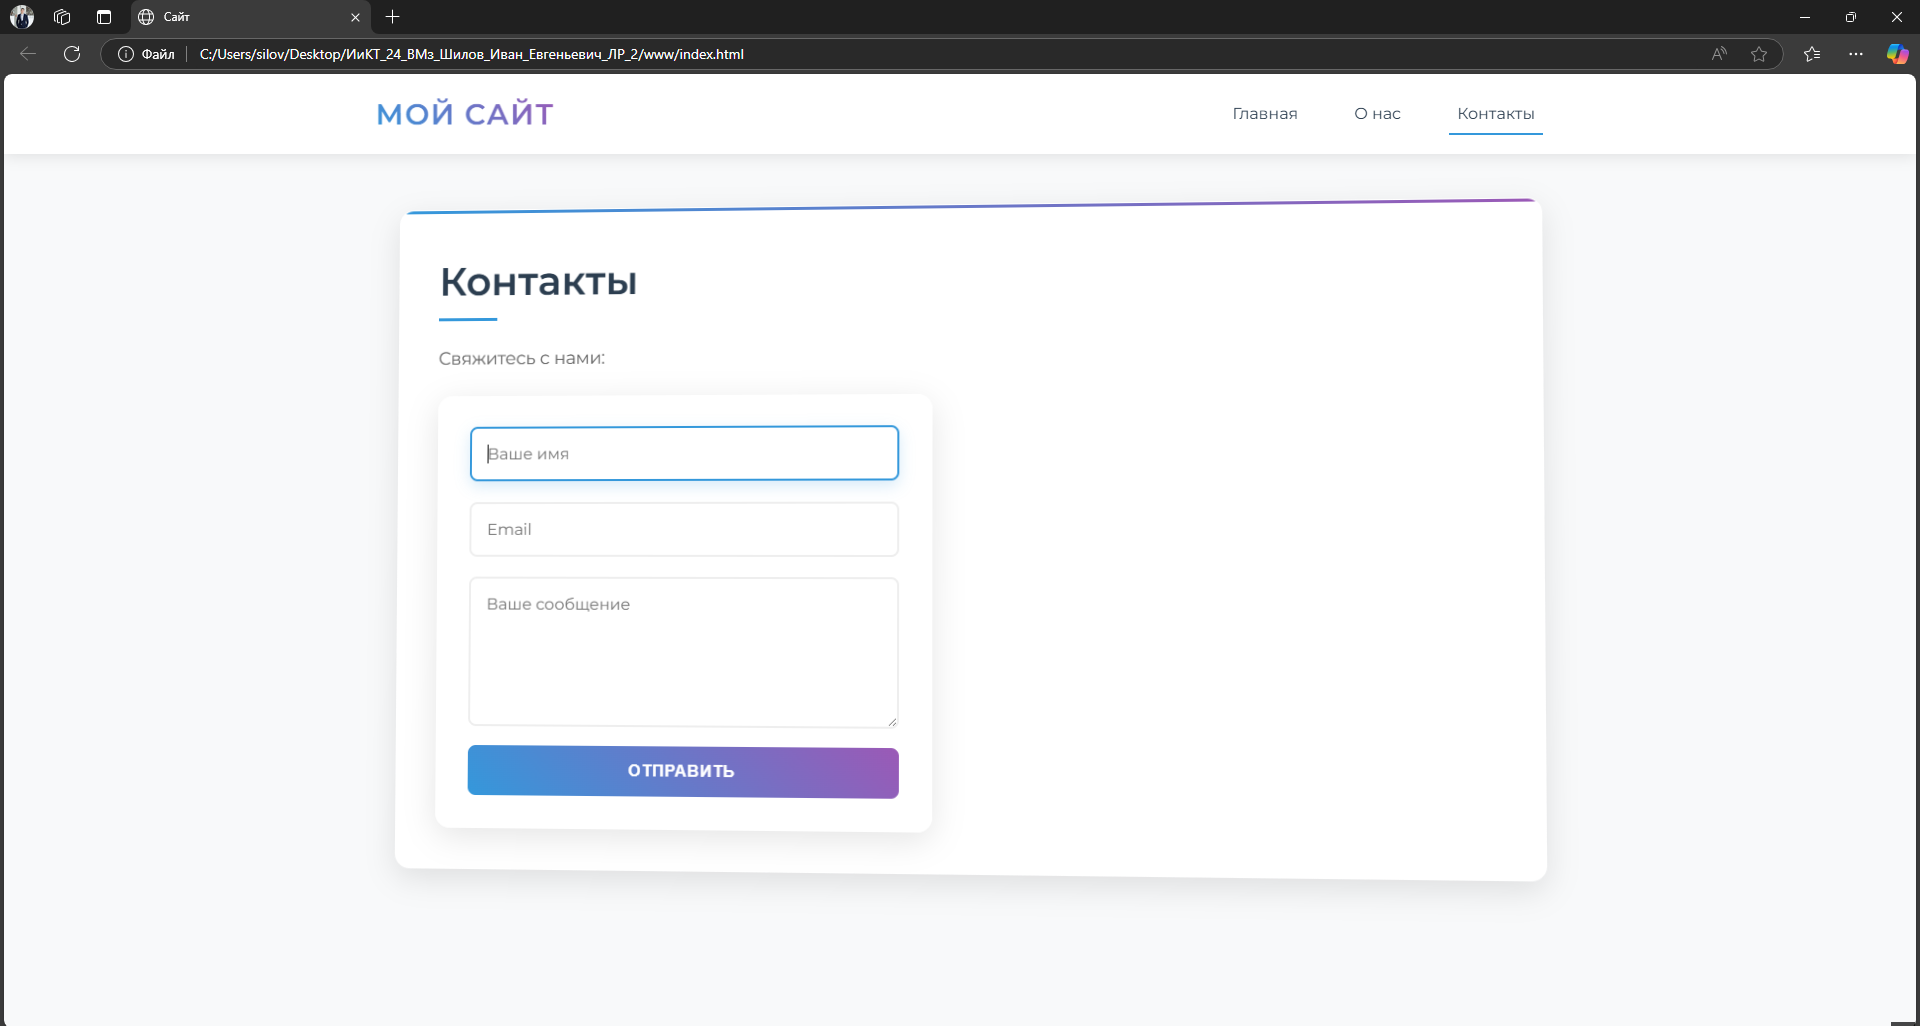 Сайт
Файл
C:/Users/silov/Desktop/ИиКТ_24_ВМз_Шилов_Иван_Евгеньевич_ЛР_2/www/index.html
МОЙ САЙТ
Главная
О нас
Контакты
Контакты
Свяжитесь с нами:
Ваше имя
Email
Ваше сообщение
ОТПРАВИТЬ